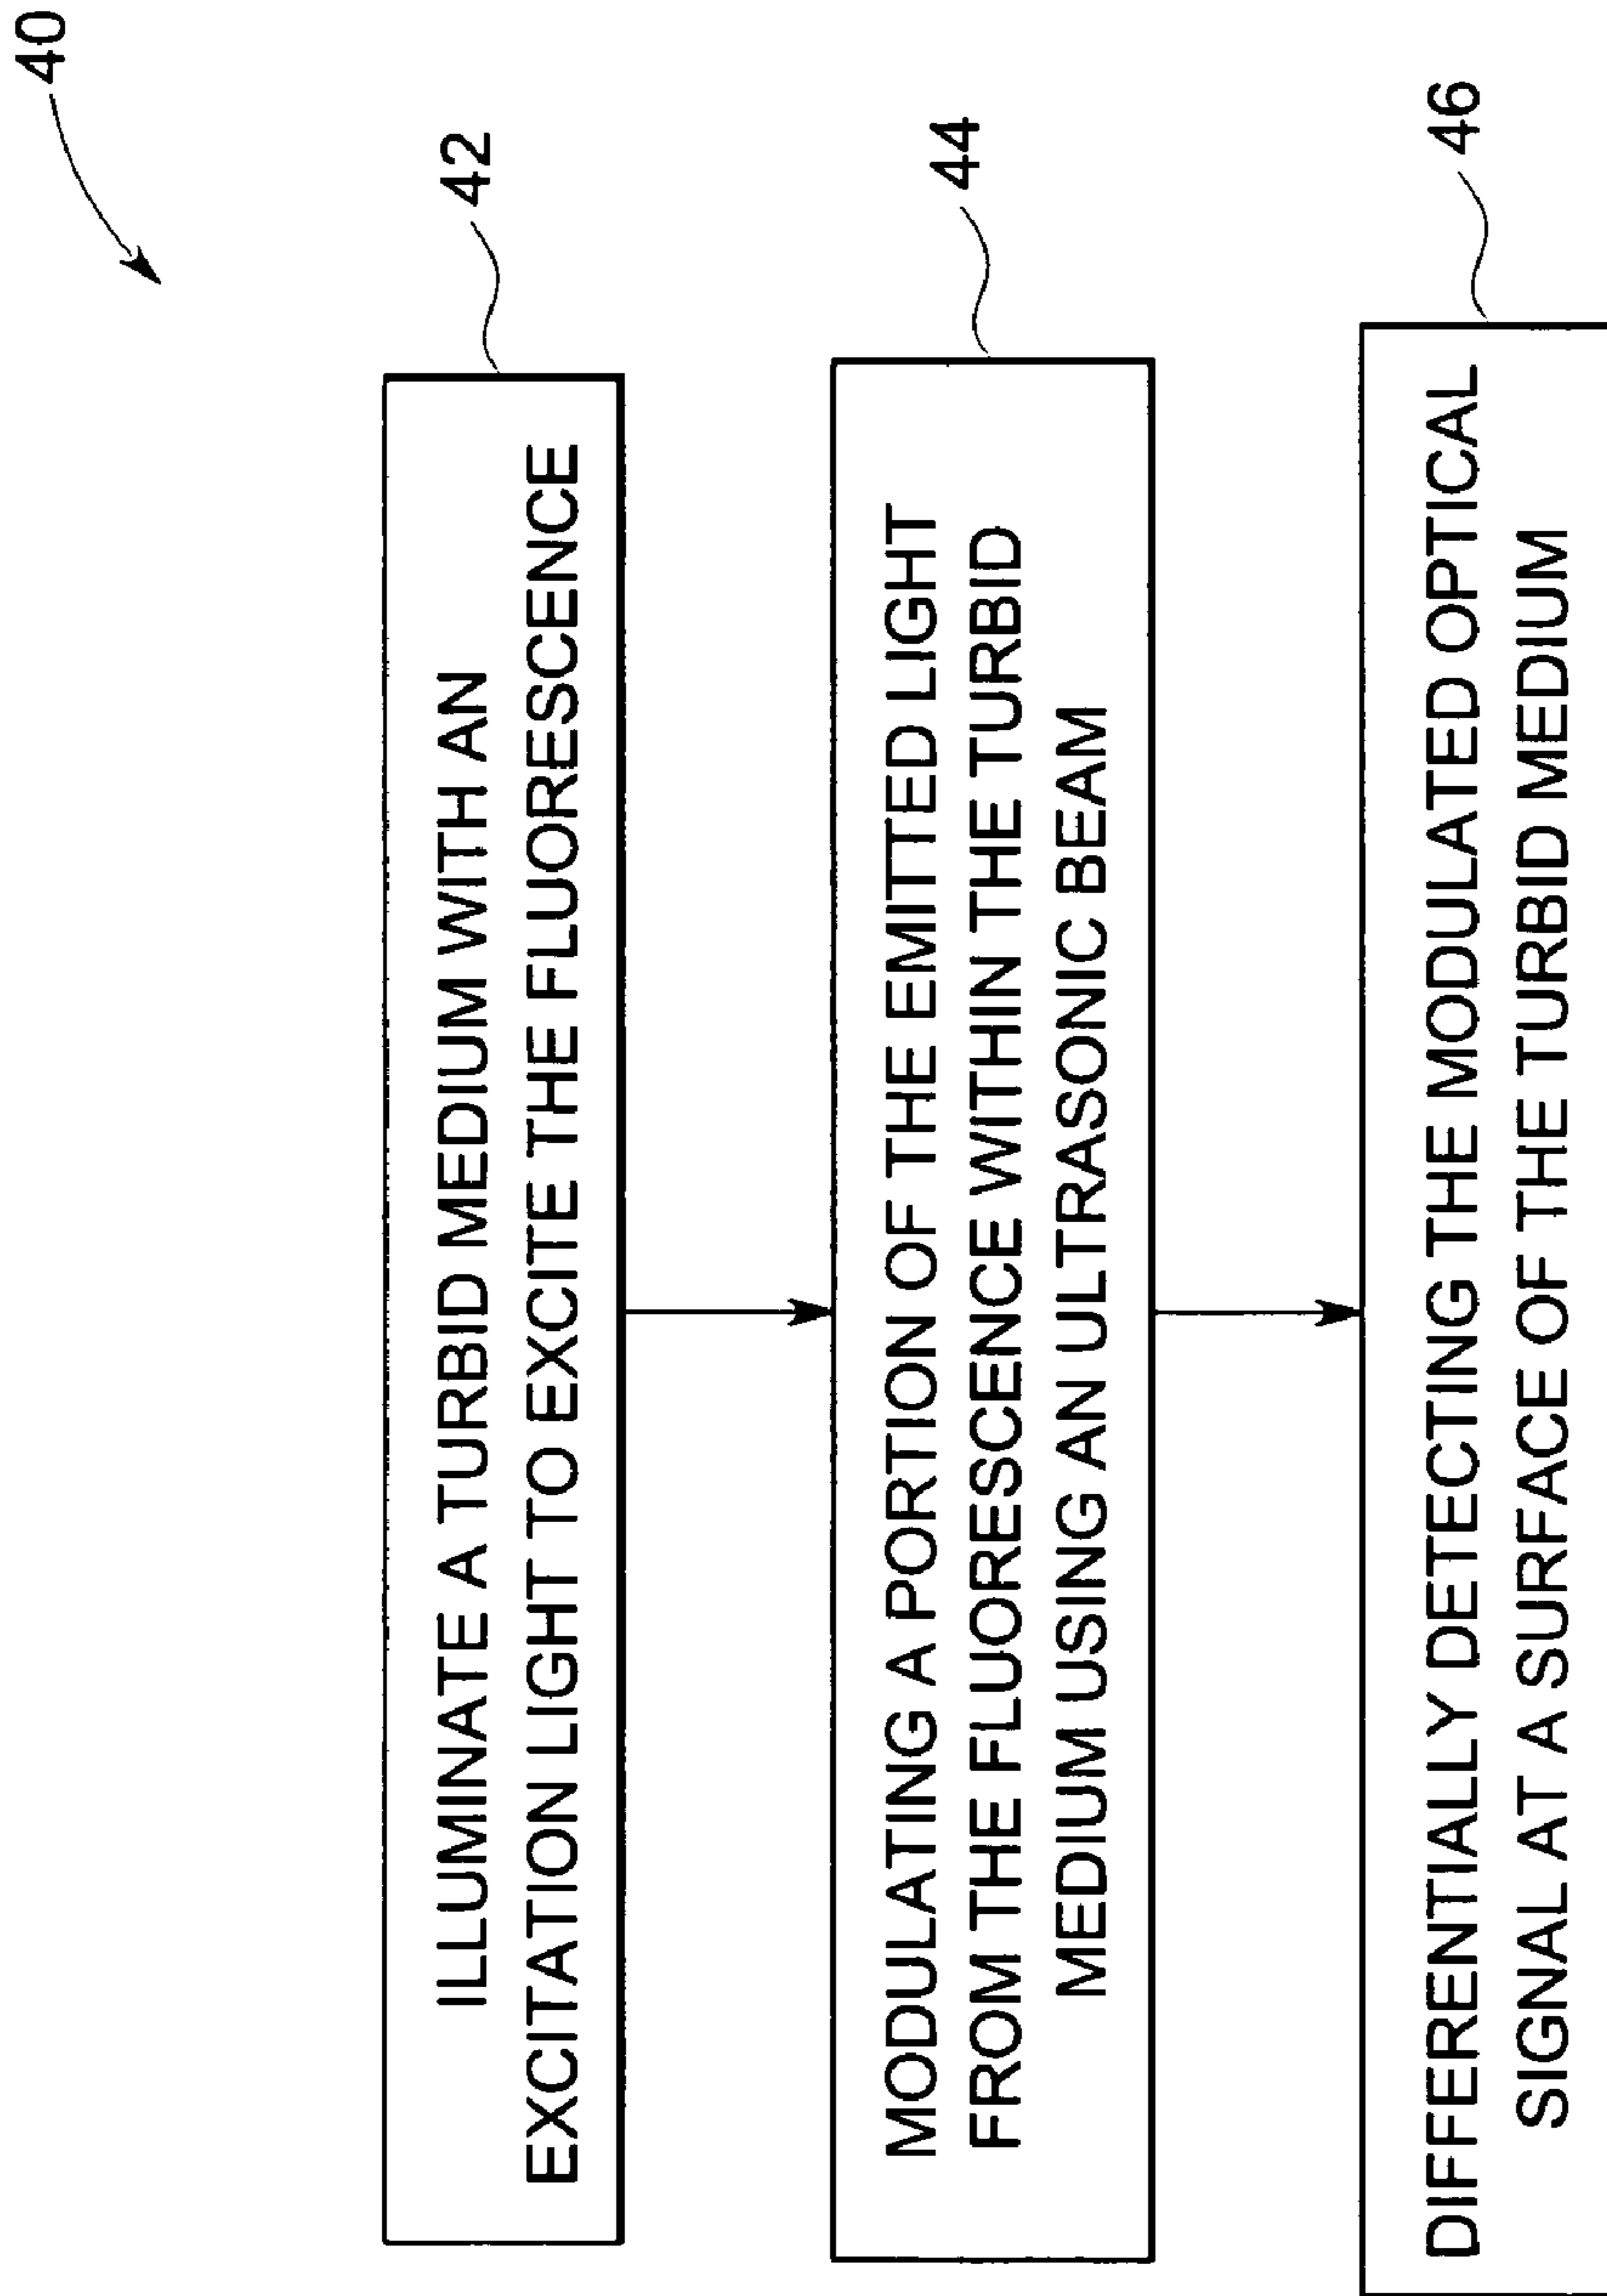 40
ILLUMINATE A TURBID MEDIUM WITH AN
EXCITATION LIGHT TO EXCITE THE FLUORESCENCE
42
MODULATING A PORTION OF THE EMITTED LIGHT
FROM THE FLUORESCENCE WITHIN THE TURBID
MEDIUM USING AN ULTRASONIC BEAM
44
DIFFERENTIALLY DETECTING THE MODULATED OPTICAL
SIGNAL AT A SURFACE OF THE TURBID MEDIUM
46